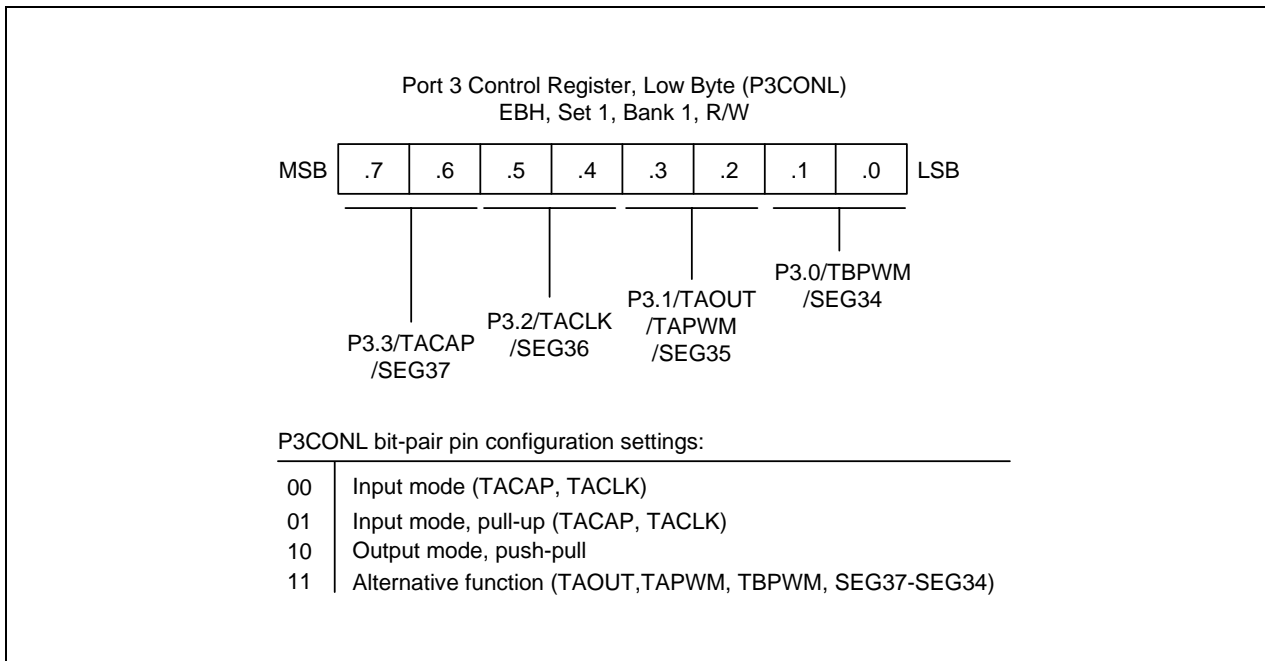 Port 3 Control Register, Low Byte (P3CONL)
EBH, Set 1, Bank 1, R/W
MSB .7 .6 .5 .4 .3 .2 .1 .0 LSB
P3.3/TACAP
/SEG37
P3.2/TACLK
/SEG36
P3.1/TAOUT
/TAPWM
/SEG35
P3.0/TBPWM
/SEG34
P3CONL bit-pair pin configuration settings:
00 Input mode (TACAP, TACLK)
01 Input mode, pull-up (TACAP, TACLK)
10 Output mode, push-pull
11 Alternative function (TAOUT,TAPWM, TBPWM, SEG37-SEG34)